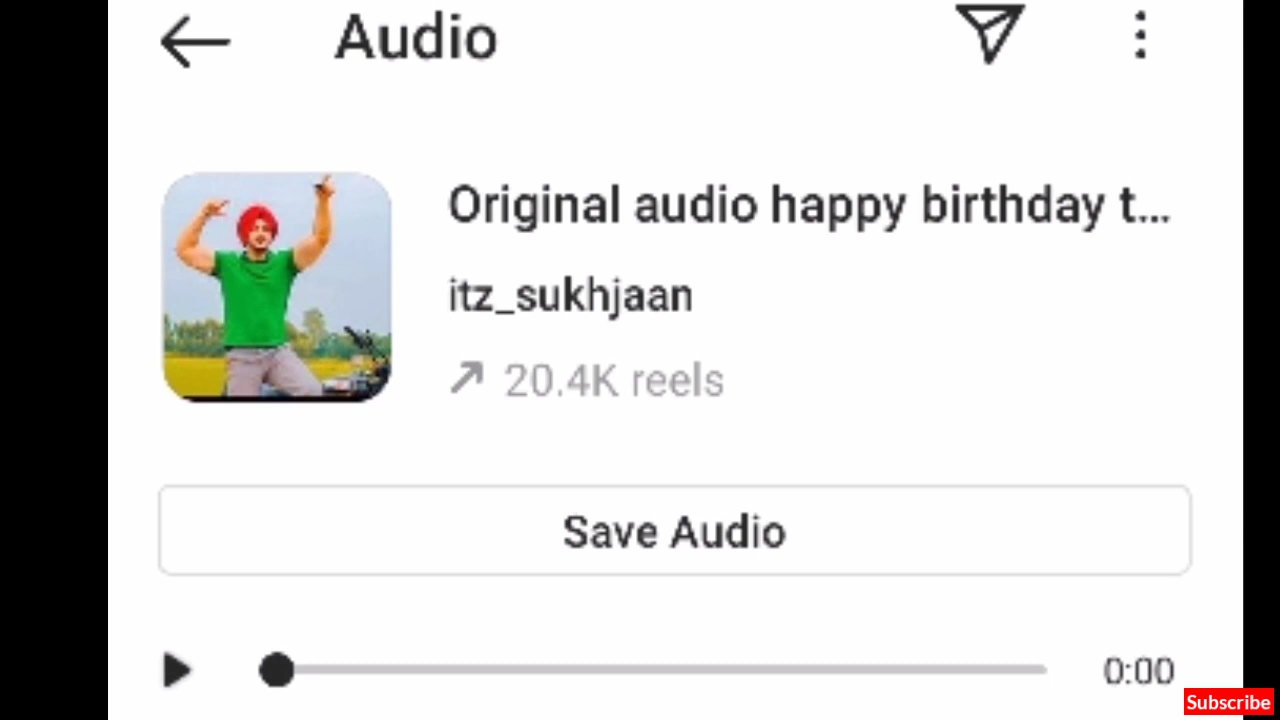 Audio
Original audio happy birthday t...
itz_sukhjaan
20.4K reels
Save Audio
0:00
Subscribe